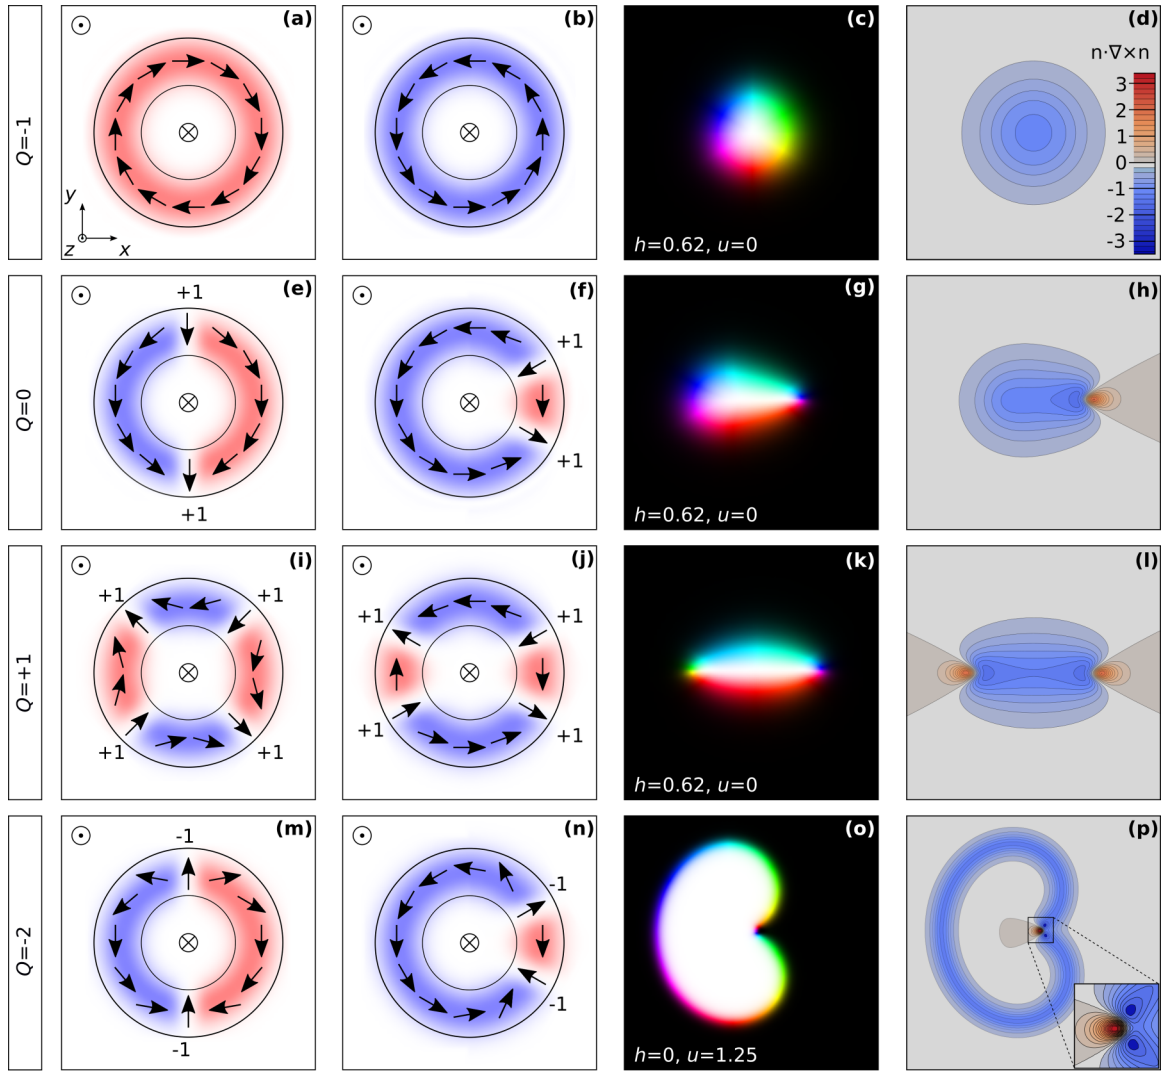 Q=-1
(a)
y
z
x
(b)
(c)
h=0.62, u=0
(d)
n·∇×n
3
2
1
0
-1
-2
-3
Q=0
+1
(e)
+1
(f)
+1
+1
(g)
h=0.62, u=0
(h)
Q=+1
(i)
+1
+1
+1
+1
(j)
+1
+1
+1
+1
(k)
h=0.62, u=0
(l)
Q=-2
-1
(m)
-1
(n)
-1
-1
(o)
h=0, u=1.25
(p)